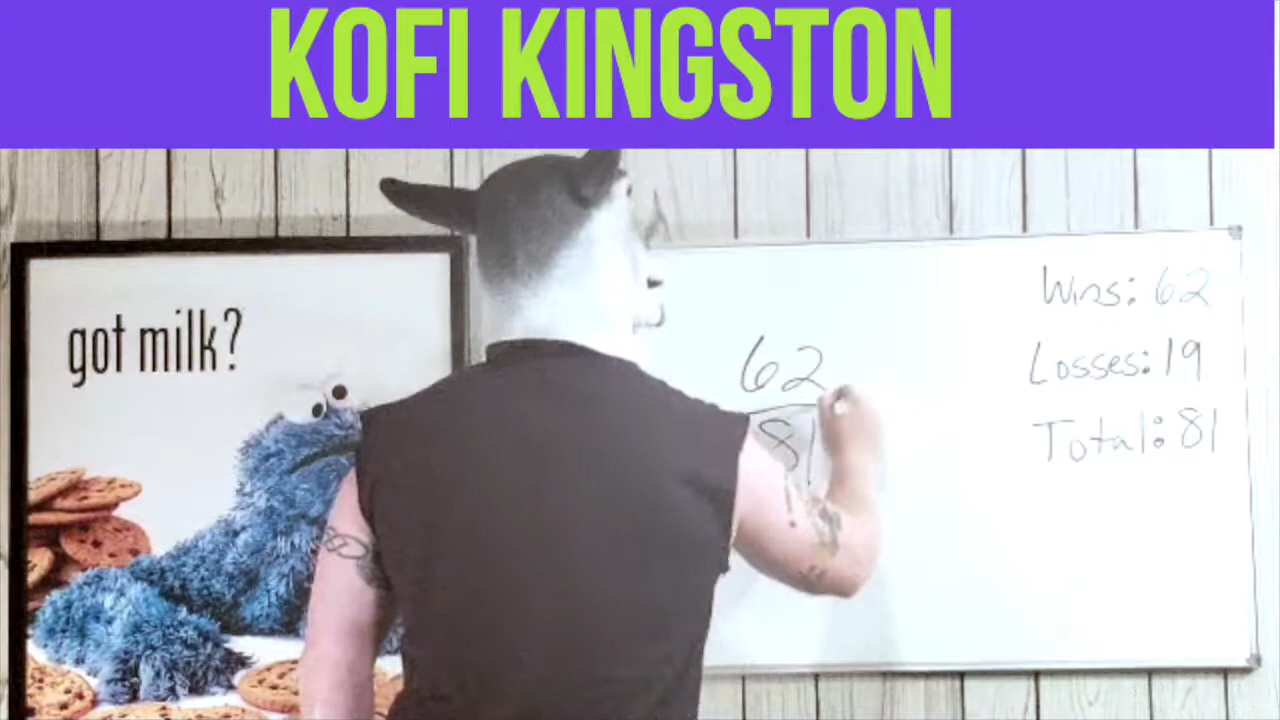 KOFI KINGSTON
got milk?
62
81
Wins: 62
Losses: 19
Total: 81